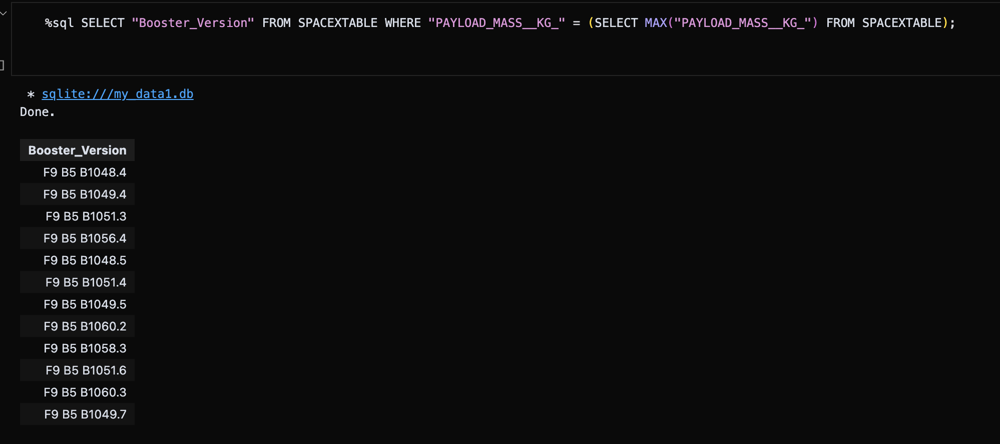 %sql SELECT "Booster_Version" FROM SPACEXTABLE WHERE "PAYLOAD_MASS__KG_" = (SELECT MAX("PAYLOAD_MASS__KG_") FROM SPACEXTABLE);
* sqlite:///my_data1.db
Done.
Booster_Version
F9 B5 B1048.4
F9 B5 B1049.4
F9 B5 B1051.3
F9 B5 B1056.4
F9 B5 B1048.5
F9 B5 B1051.4
F9 B5 B1049.5
F9 B5 B1060.2
F9 B5 B1058.3
F9 B5 B1051.6
F9 B5 B1060.3
F9 B5 B1049.7